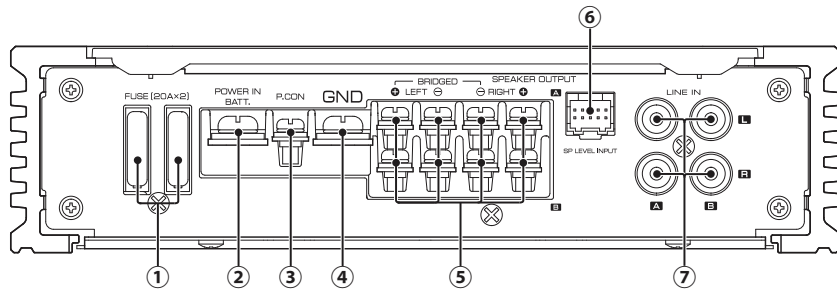 ⑥
FUSE (20A×2)
POWER IN
BATT.
P.CON
GND
BRIDGED
SPEAKER OUTPUT
⊕ LEFT ⊖
⊖ RIGHT ⊕
A
SP LEVEL INPUT
LINE IN
L
R
A
B
B
① ② ③ ④ ⑤ ⑦